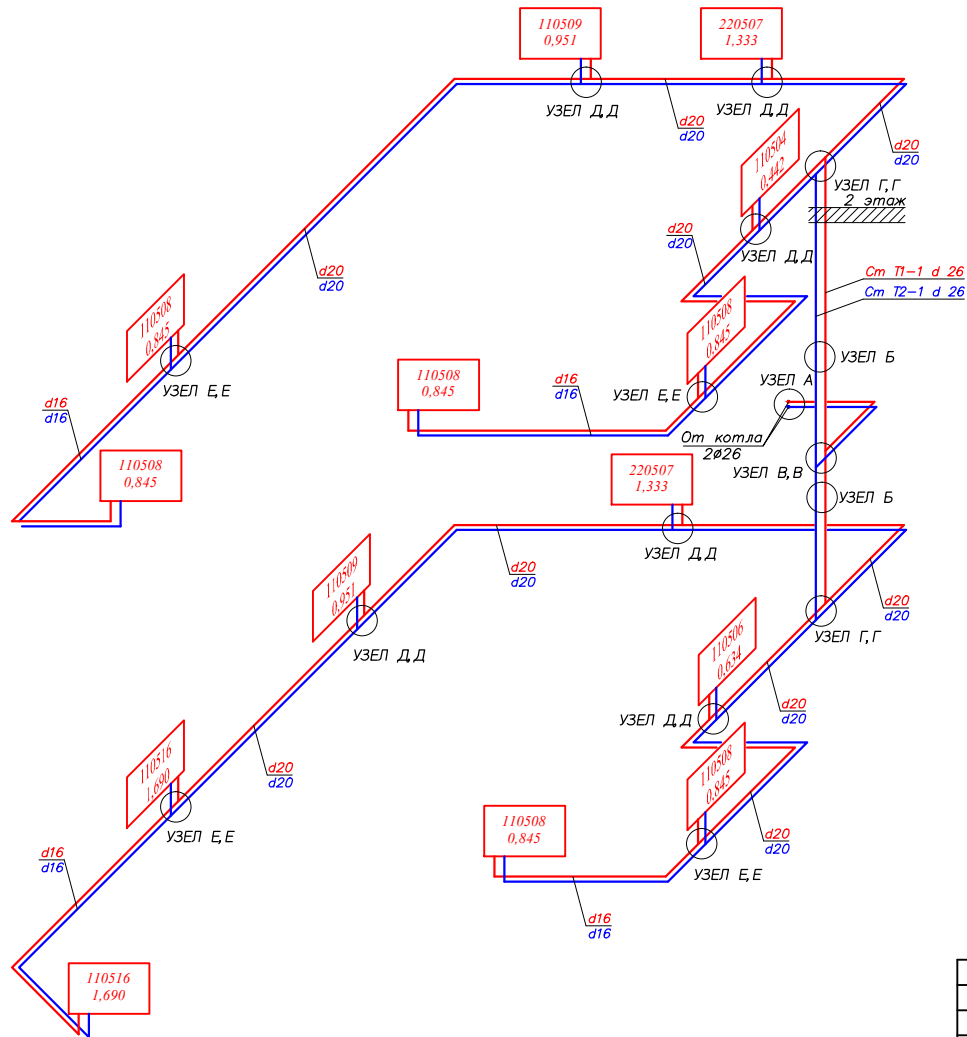 110509
0,951
220507
1,333
УЗЕЛ Д,Д
УЗЕЛ Д,Д
d20
d20
d20
d20
110504
0,442
УЗЕЛ Г,Г
2 этаж
d20
d20
УЗЕЛ Д,Д
d20
d20
Ст Т1-1 d 26
Ст Т2-1 d 26
110508
0,845
УЗЕЛ Е,Е
110508
0,845
УЗЕЛ Б
110508
0,845
УЗЕЛ А
УЗЕЛ Е,Е
d16
d16
d16
d16
От котла
2ø26
110508
0,845
УЗЕЛ В,В
220507
1,333
УЗЕЛ Б
УЗЕЛ Д,Д
d20
d20
110509
0,951
d20
d20
УЗЕЛ Г,Г
УЗЕЛ Д,Д
110506
0,634
d20
d20
УЗЕЛ Д,Д
110516
1,690
d20
d20
110508
0,845
УЗЕЛ Е,Е
110508
0,845
d20
d20
d16
d16
УЗЕЛ Е,Е
d16
d16
110516
1,690